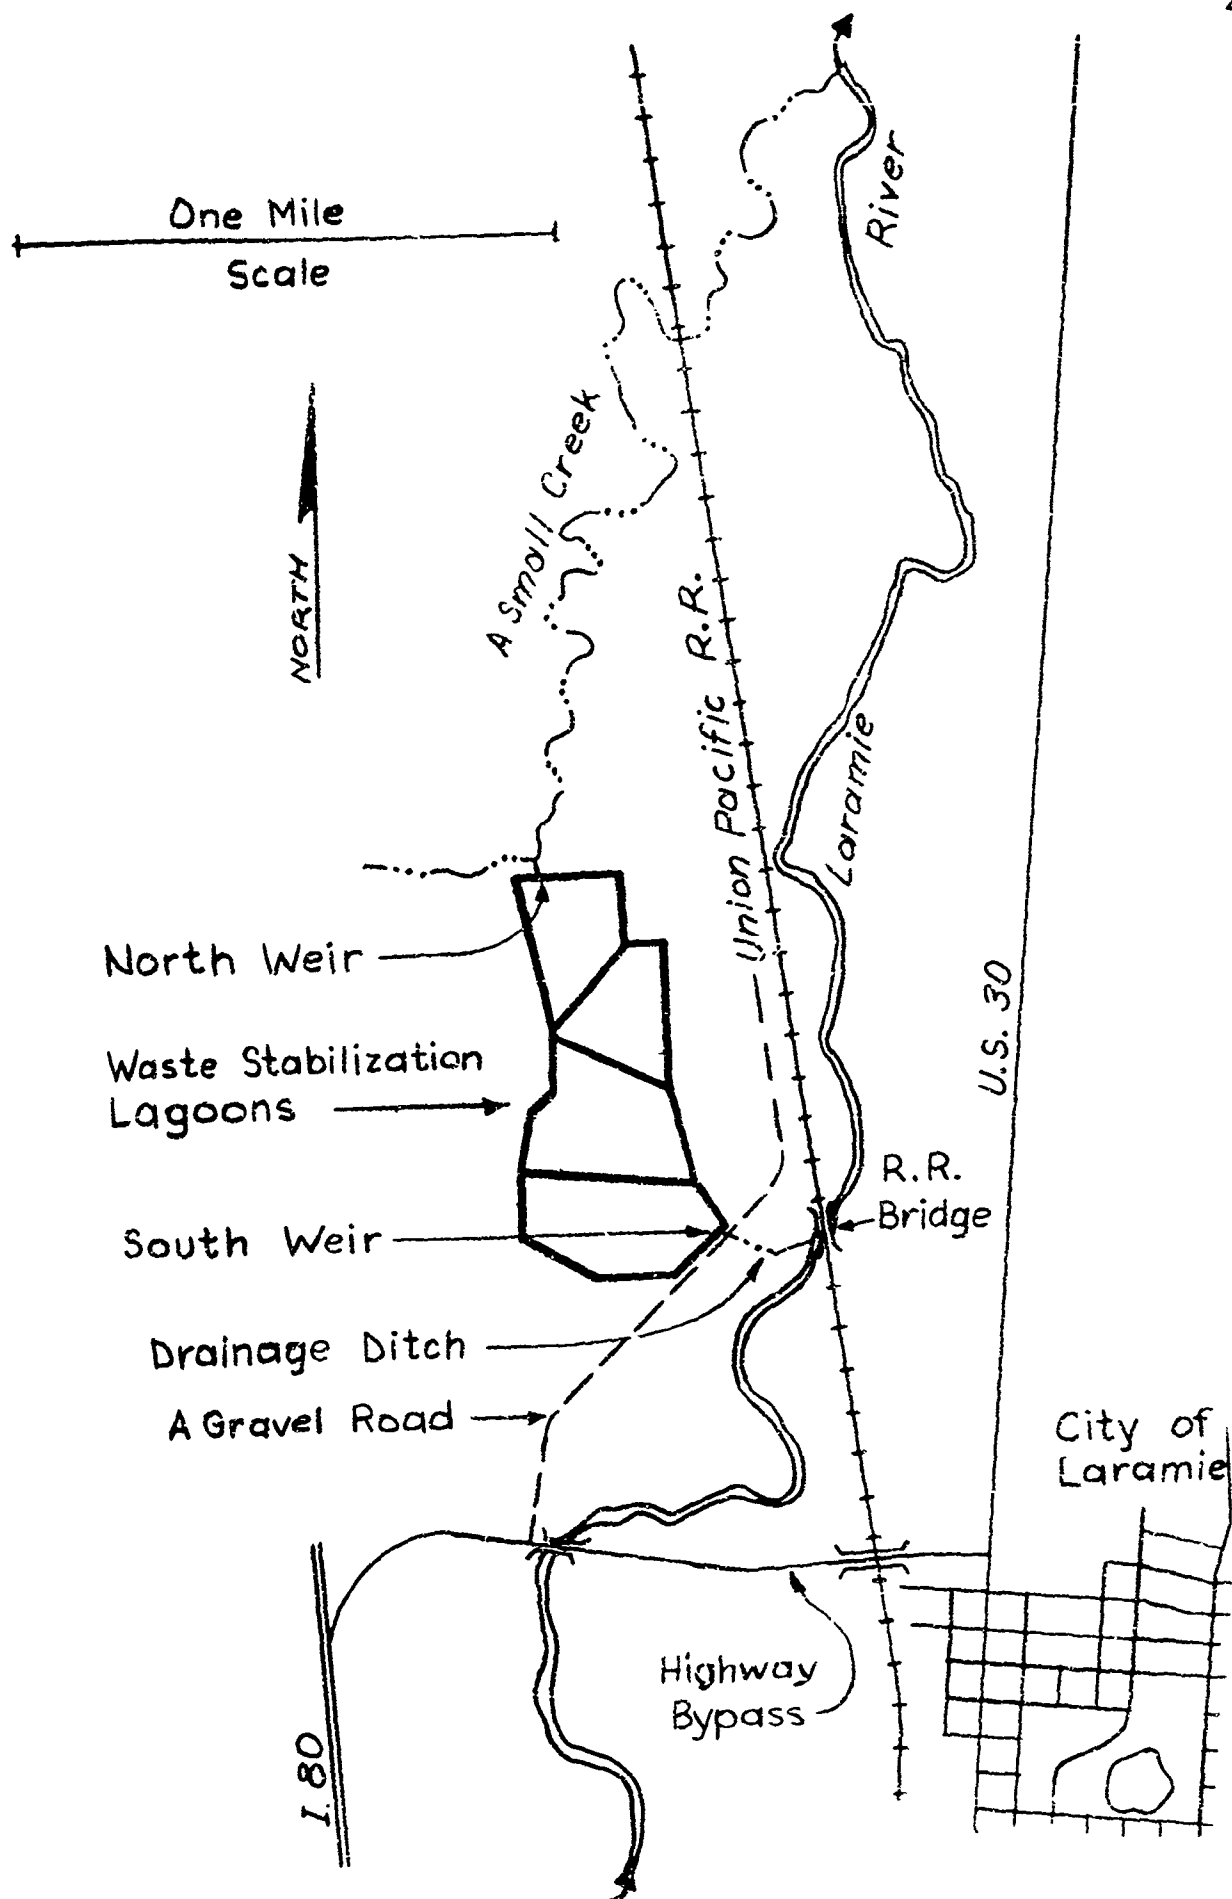 One Mile
Scale
River
A Small Creek
NORTH
Union Pacific R.R.
Laramie
North Weir
Waste Stabilization
Lagoons
U.S. 30
R.R.
Bridge
South Weir
Drainage Ditch
A Gravel Road
City of
Laramie
Highway
Bypass
I. 80